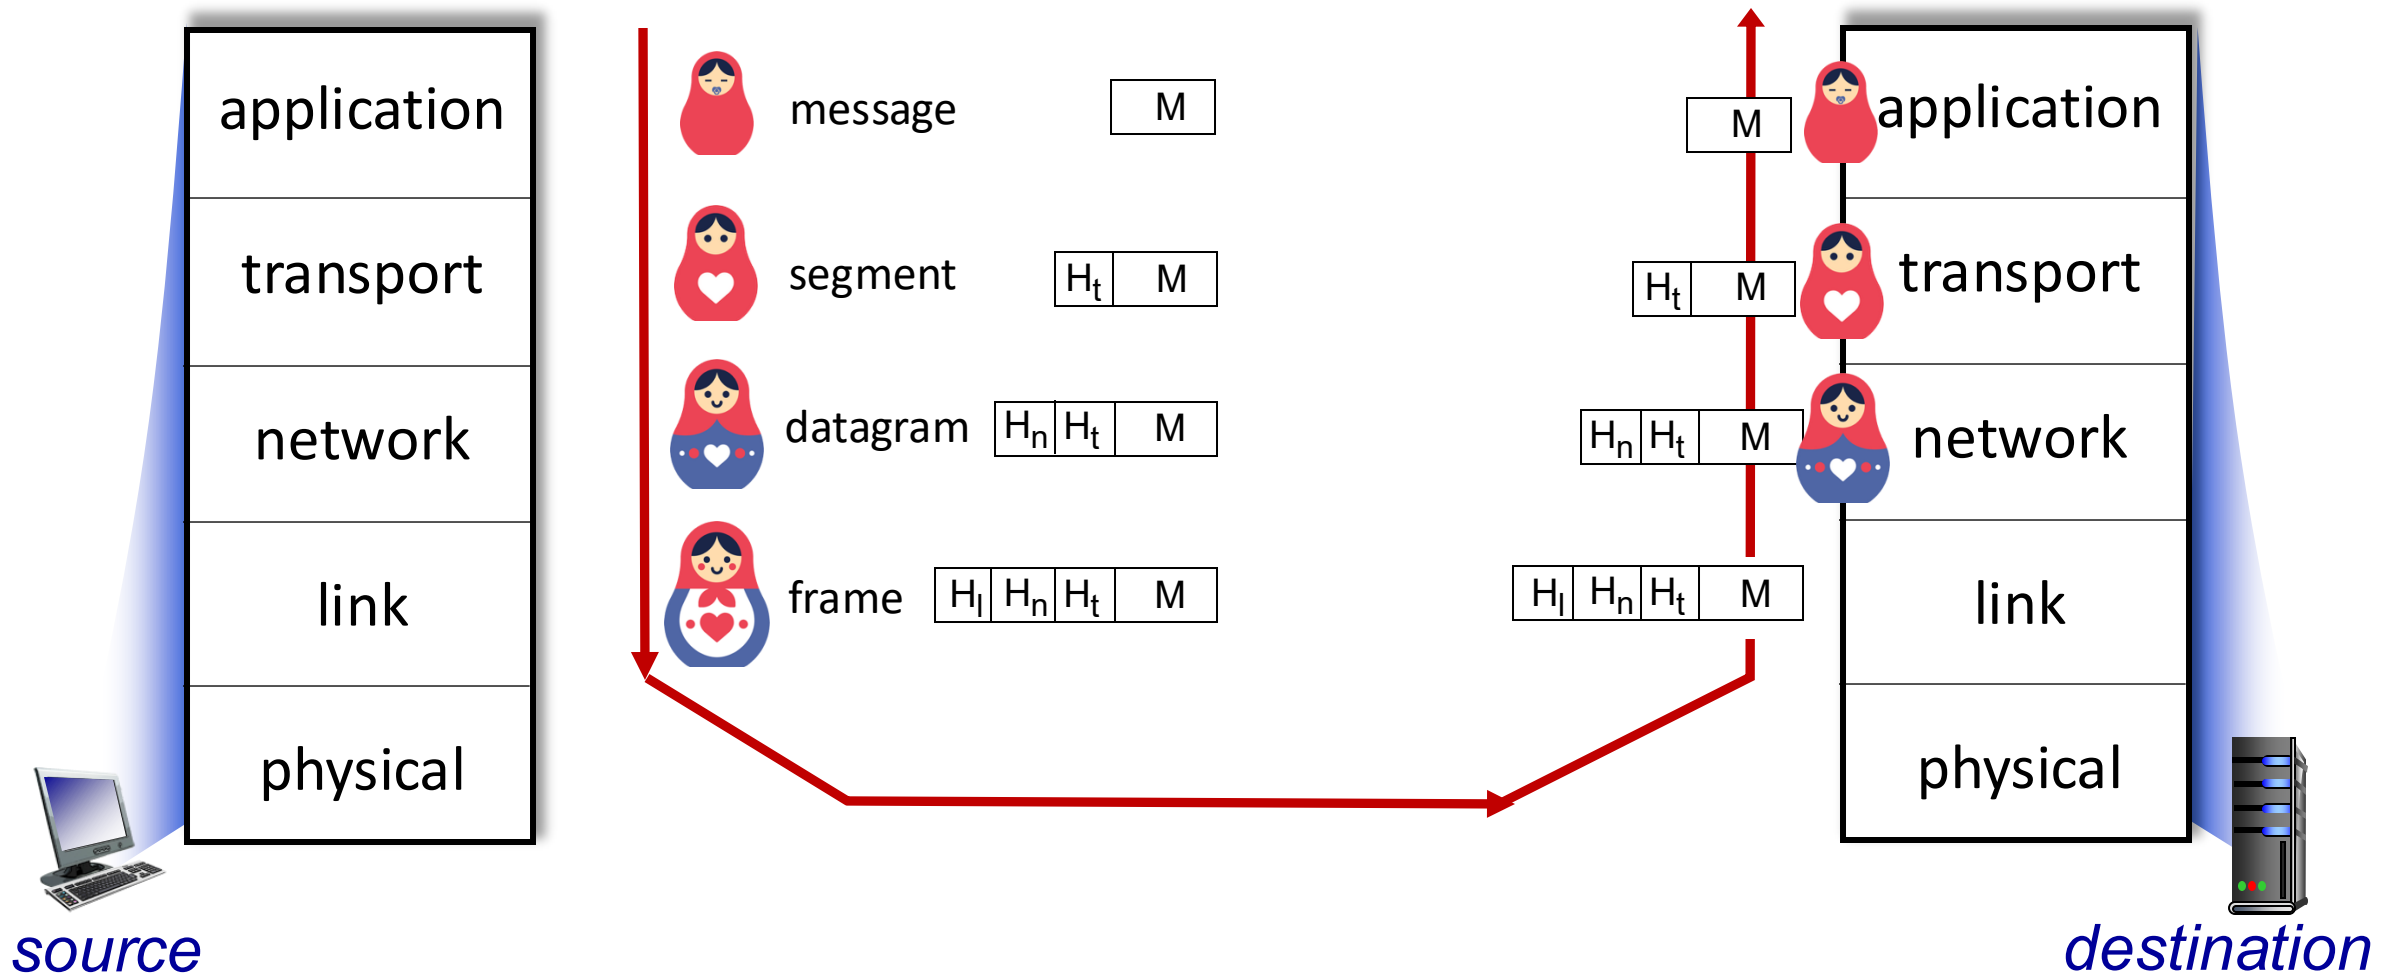 application
message
M
M
application
transport
segment
Ht M
Ht M
transport
network
datagram
Hn Ht M
Hn Ht M
network
link
frame
Hl Hn Ht M
Hl Hn Ht M
link
physical
physical
source
destination